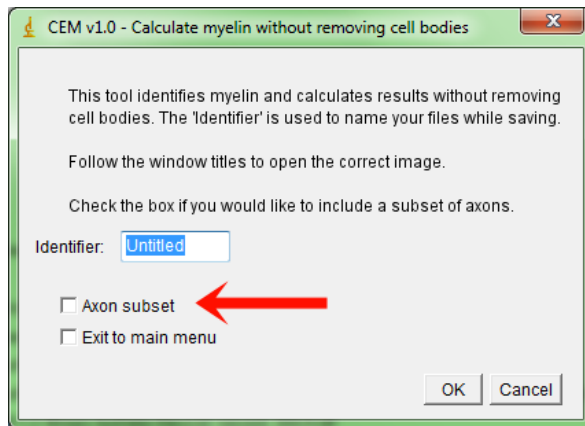 CEM v1.0 - Calculate myelin without removing cell bodies
This tool identifies myelin and calculates results without removing
cell bodies. The 'Identifier' is used to name your files while saving.
Follow the window titles to open the correct image.
Check the box if you would like to include a subset of axons.
Identifier: Untitled
Axon subset
Exit to main menu
OK Cancel